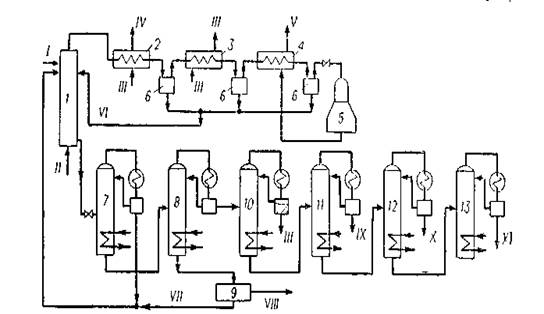 IV III V
2 3 4
I
III III
6 6 6
1
VI
5
II
7 8 10 11 12 13
III IX X XI
VII 9 VIII